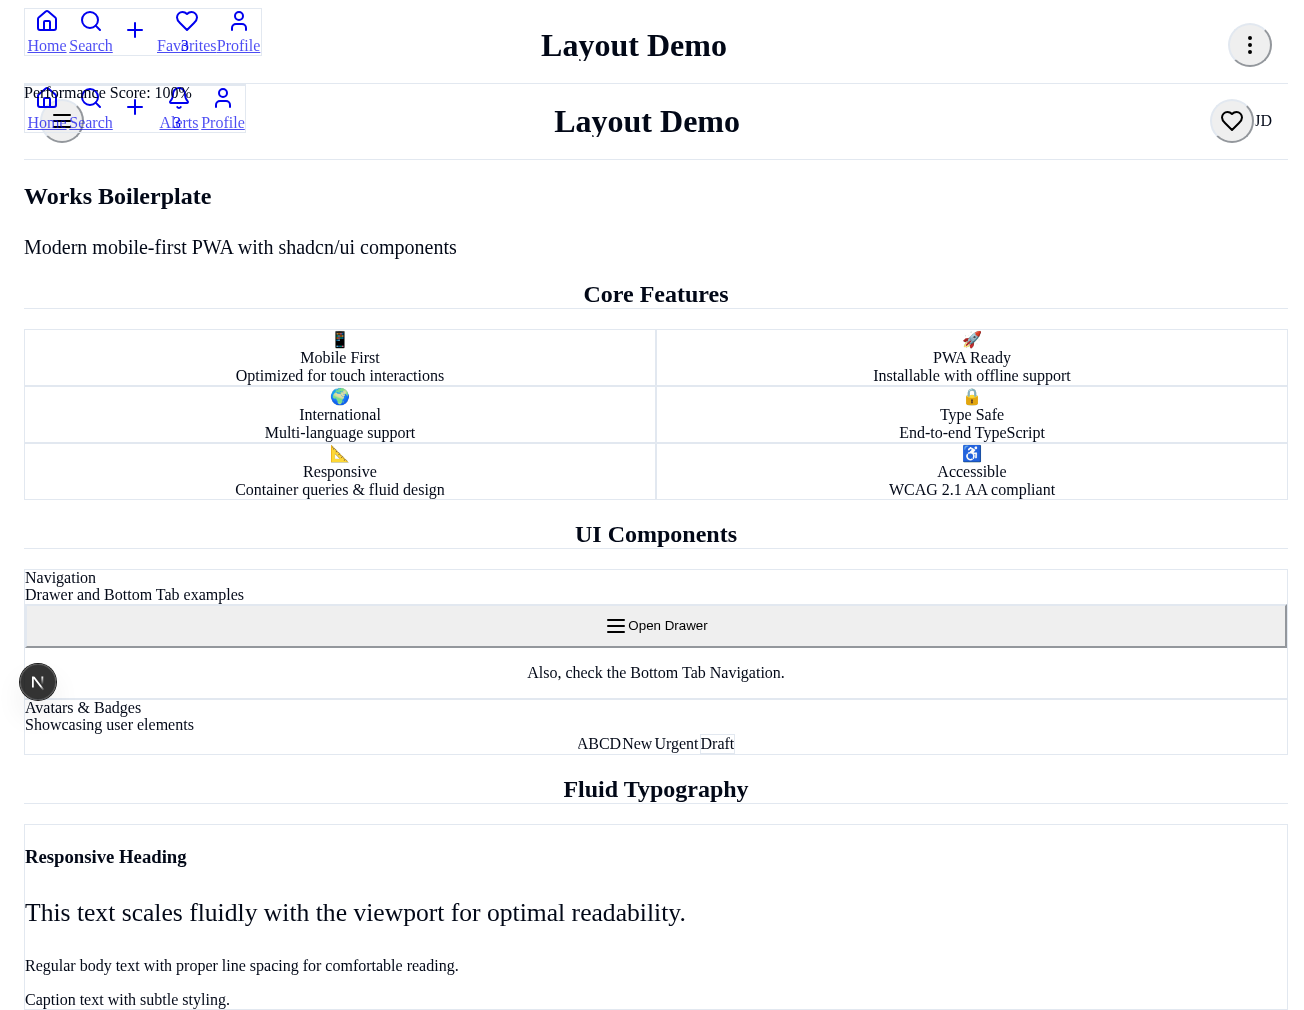 Home Search Favorites 3 Profile
Layout Demo
Performance Score: 100%
Home Search Alerts 3 Profile
Layout Demo
JD
Works Boilerplate
Modern mobile-first PWA with shadcn/ui components
Core Features
Mobile First
Optimized for touch interactions
PWA Ready
Installable with offline support
International
Multi-language support
Type Safe
End-to-end TypeScript
Responsive
Container queries & fluid design
Accessible
WCAG 2.1 AA compliant
UI Components
Navigation
Drawer and Bottom Tab examples
Open Drawer
Also, check the Bottom Tab Navigation.
N
Avatars & Badges
Showcasing user elements
ABCD New Urgent Draft
Fluid Typography
Responsive Heading
This text scales fluidly with the viewport for optimal readability.
Regular body text with proper line spacing for comfortable reading.
Caption text with subtle styling.